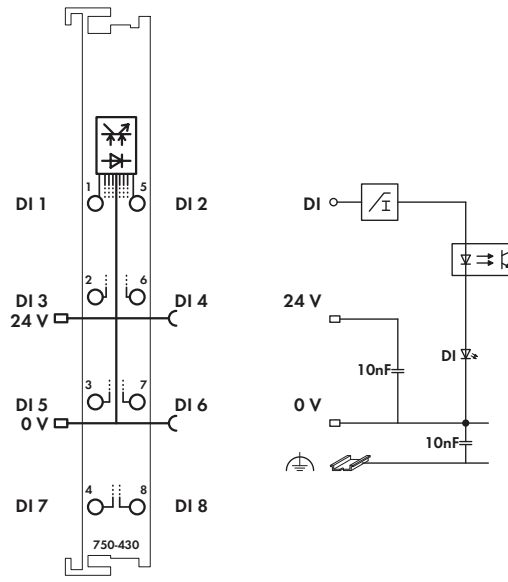 1 5
DI 1 DI 2
2 6
DI 3 DI 4
24 V
3 7
DI 5 DI 6
0 V
4 8
DI 7 DI 8
750-430
DI
I
24 V
10nF
DI
0 V
10nF